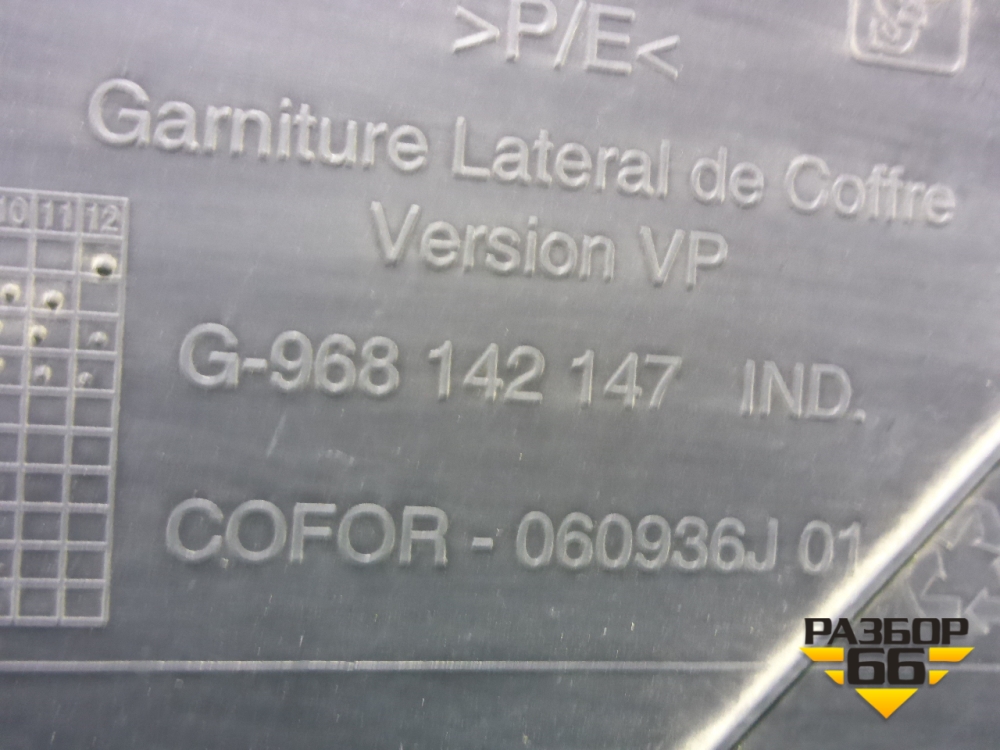 >P/E<
Garniture Lateral de Coffre
Version VP
10 11 12
G-968 142 147 IND.
COFOR - 060936J 01
РАЗБОР
66